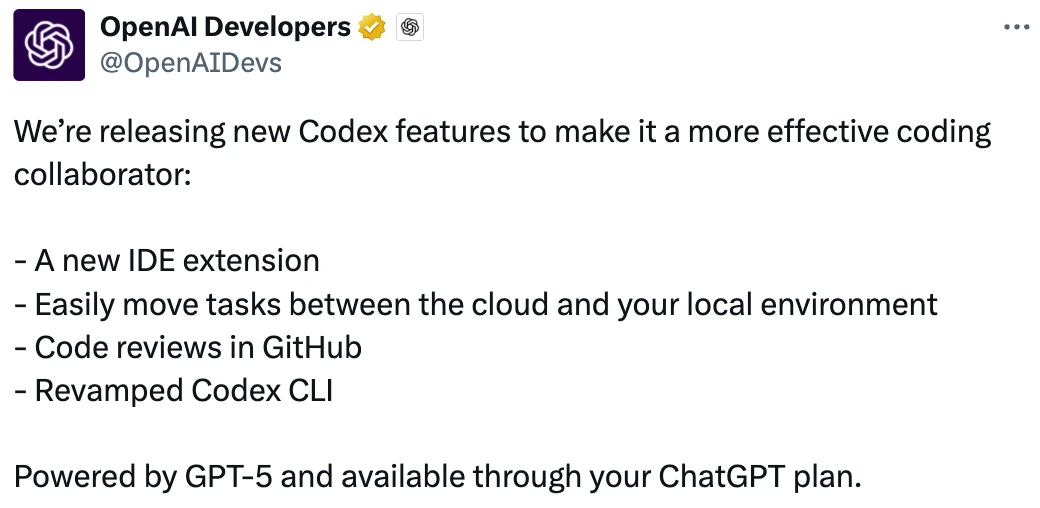 OpenAI Developers
@OpenAIDevs
We’re releasing new Codex features to make it a more effective coding
collaborator:
- A new IDE extension
- Easily move tasks between the cloud and your local environment
- Code reviews in GitHub
- Revamped Codex CLI
Powered by GPT-5 and available through your ChatGPT plan.